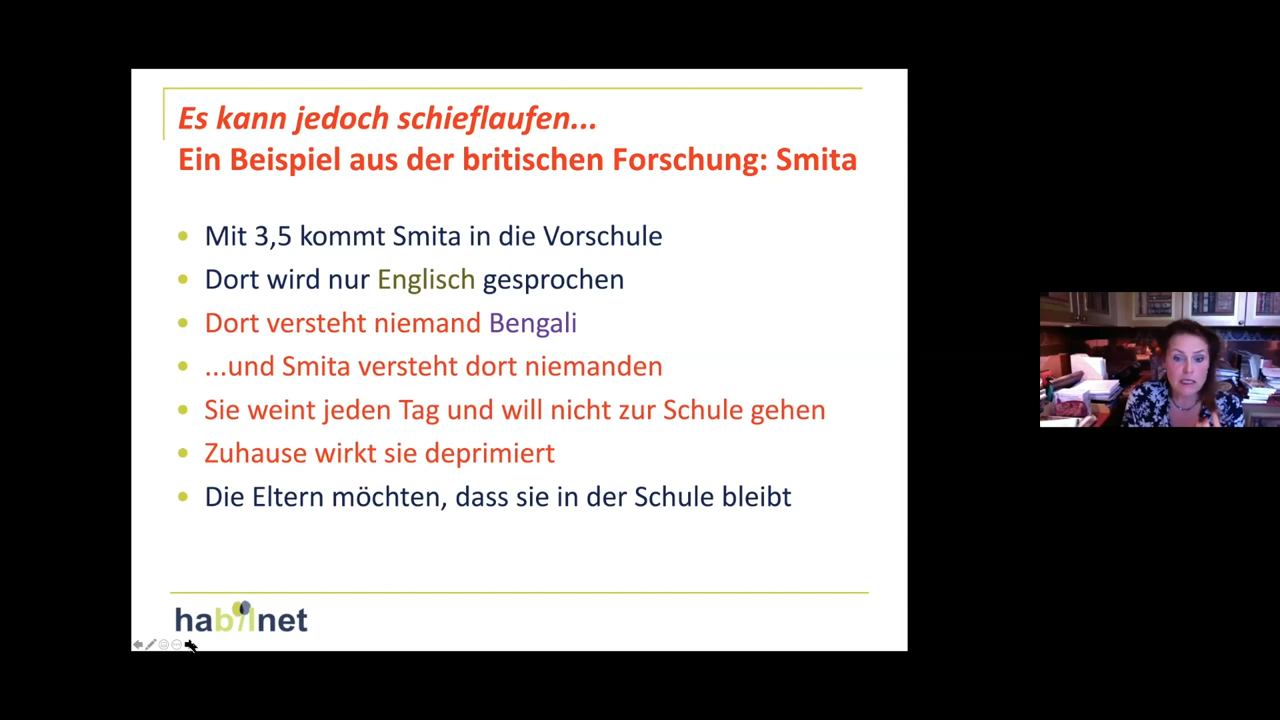 Es kann jedoch schieflaufen...
Ein Beispiel aus der britischen Forschung: Smita
Mit 3,5 kommt Smita in die Vorschule
Dort wird nur Englisch gesprochen
Dort versteht niemand Bengali
...und Smita versteht dort niemanden
Sie weint jeden Tag und will nicht zur Schule gehen
Zuhause wirkt sie deprimiert
Die Eltern möchten, dass sie in der Schule bleibt
habilnet